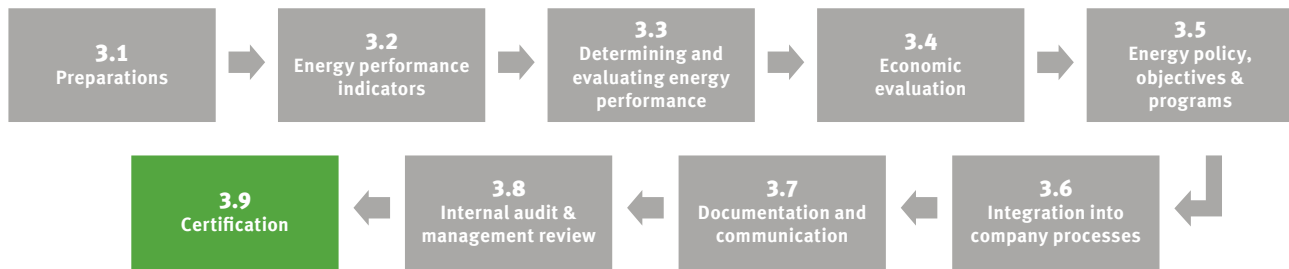 3.1
Preparations
3.2
Energy performance
indicators
3.3
Determining and
evaluating energy
performance
3.4
Economic
evaluation
3.5
Energy policy,
objectives &
programs
3.6
Integration into
company processes
3.7
Documentation and
communication
3.8
Internal audit &
management review
3.9
Certification